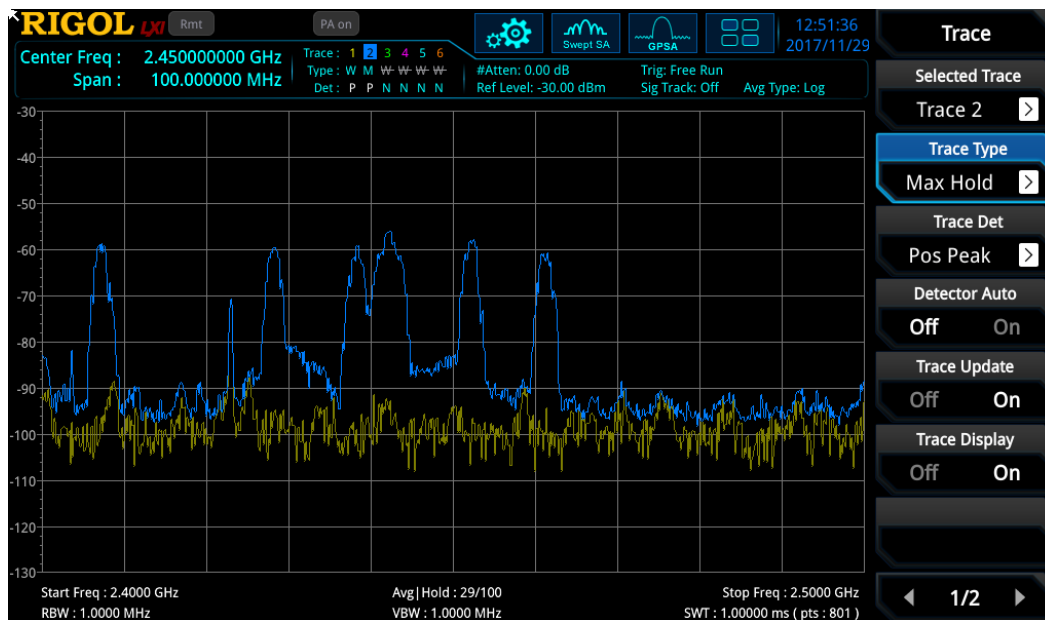 RIGOL LXI Rmt PA on Swept SA GPSA 12:51:36
2017/11/29
Center Freq : 2.450000000 GHz
Span : 100.000000 MHz
Trace : 1 2 3 4 5 6
Type : W M W W W W
Det : P P N N N N
#Atten: 0.00 dB Trig: Free Run
Ref Level: -30.00 dBm Sig Track: Off Avg Type: Log
-30
-40
-50
-60
-70
-80
-90
-100
-110
-120
-130
Start Freq : 2.4000 GHz Avg|Hold : 29/100 Stop Freq : 2.5000 GHz
RBW : 1.0000 MHz VBW : 1.0000 MHz SWT : 1.00000 ms ( pts : 801 )
Trace
Selected Trace
Trace 2 >
Trace Type
Max Hold >
Trace Det
Pos Peak >
Detector Auto
Off On
Trace Update
Off On
Trace Display
Off On
1/2